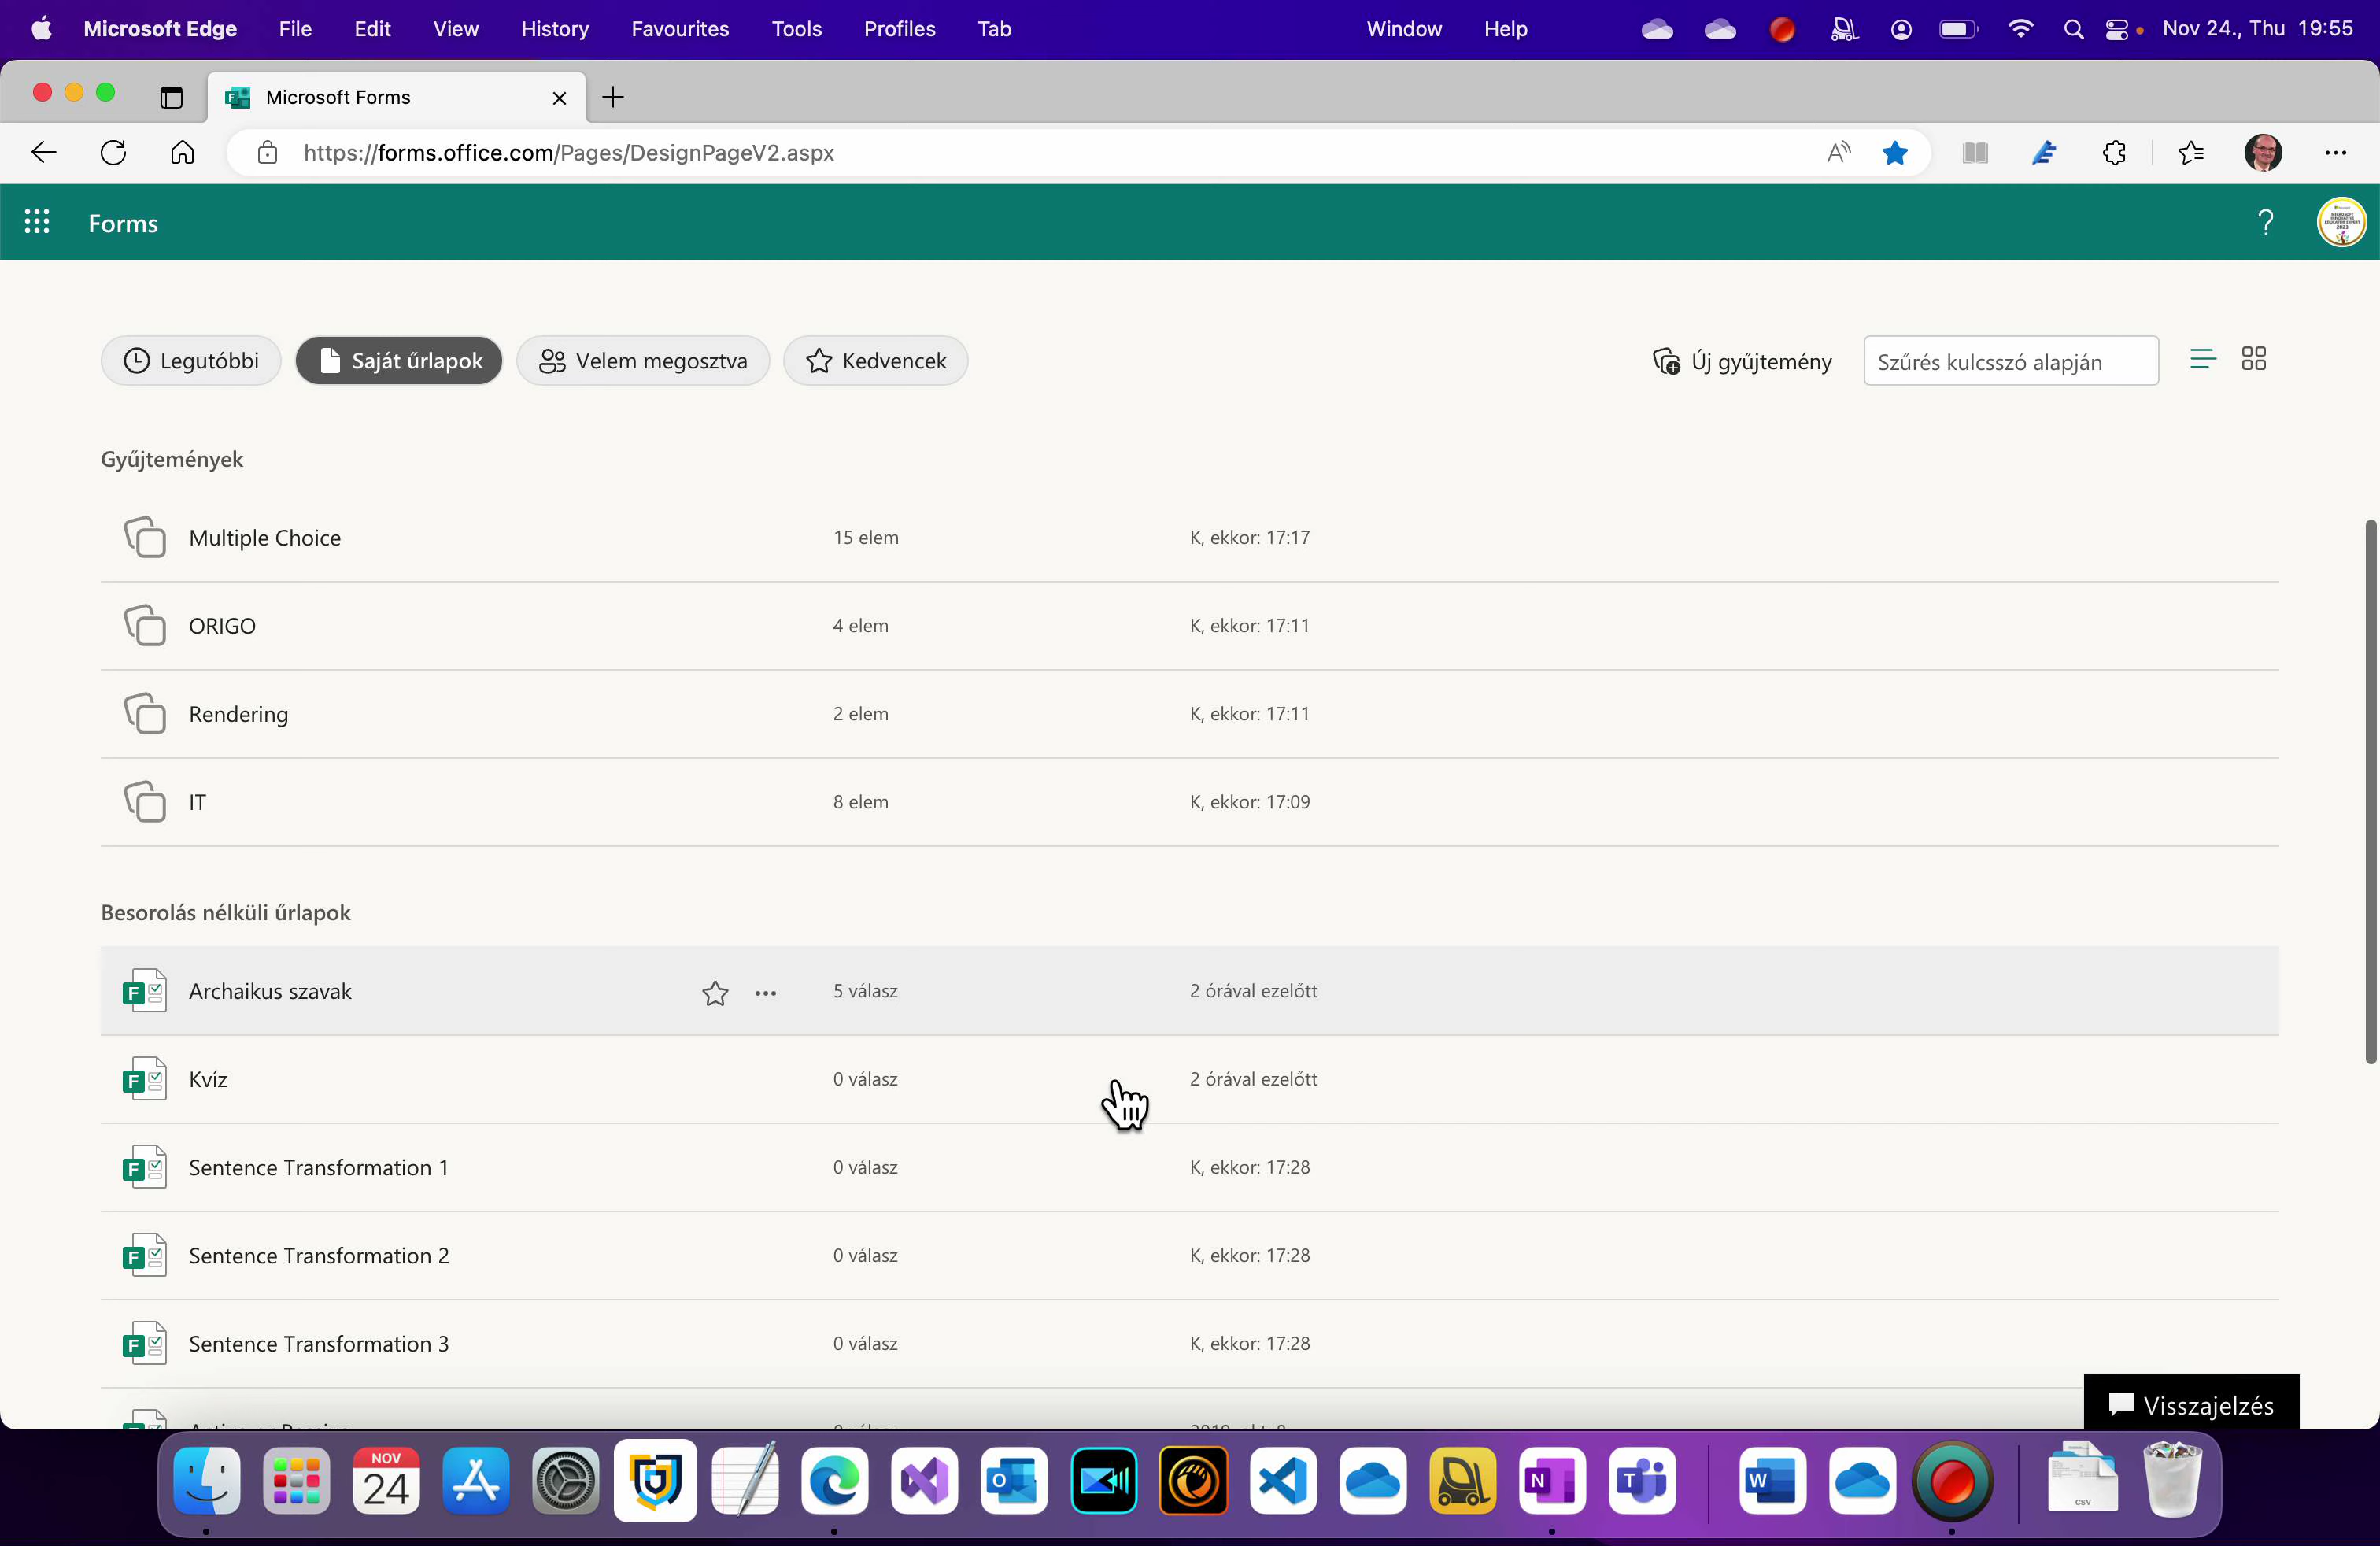 Microsoft Edge File Edit View History Favourites Tools Profiles Tab Window Help Nov 24., Thu 19:55
Microsoft Forms
https://forms.office.com/Pages/DesignPageV2.aspx
Forms ?
Legutóbbi Saját űrlapok Velem megosztva Kedvencek Új gyűjtemény Szűrés kulcsszó alapján
Gyűjtemények
Multiple Choice 15 elem K, ekkor: 17:17
ORIGO 4 elem K, ekkor: 17:11
Rendering 2 elem K, ekkor: 17:11
IT 8 elem K, ekkor: 17:09
Besorolás nélküli űrlapok
Archaikus szavak 5 válasz 2 órával ezelőtt
Kvíz 0 válasz 2 órával ezelőtt
Sentence Transformation 1 0 válasz K, ekkor: 17:28
Sentence Transformation 2 0 válasz K, ekkor: 17:28
Sentence Transformation 3 0 válasz K, ekkor: 17:28
Visszajelzés
NOV
24
CSV